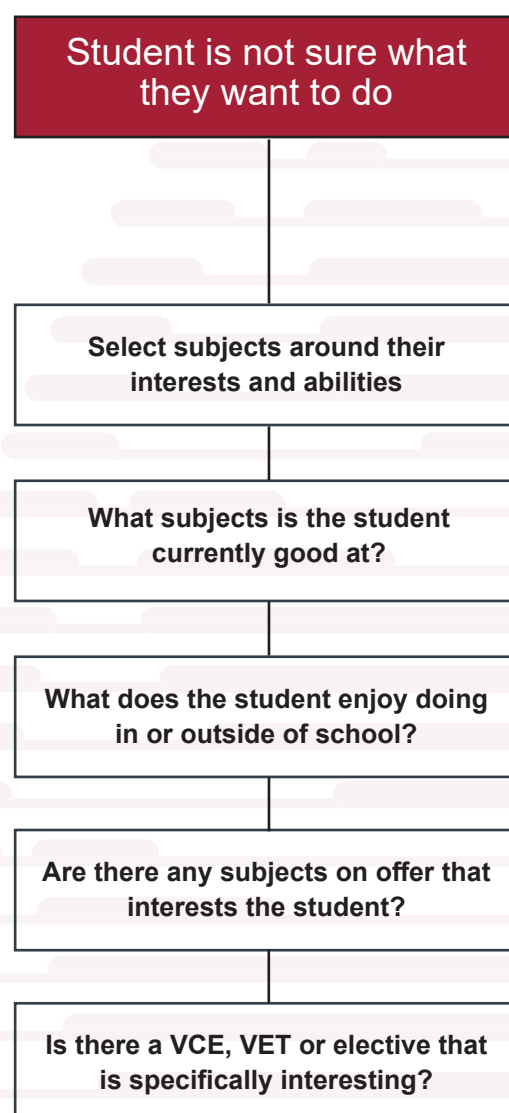 Student is not sure what
they want to do
Select subjects around their
interests and abilities
What subjects is the student
currently good at?
What does the student enjoy doing
in or outside of school?
Are there any subjects on offer that
interests the student?
Is there a VCE, VET or elective that
is specifically interesting?